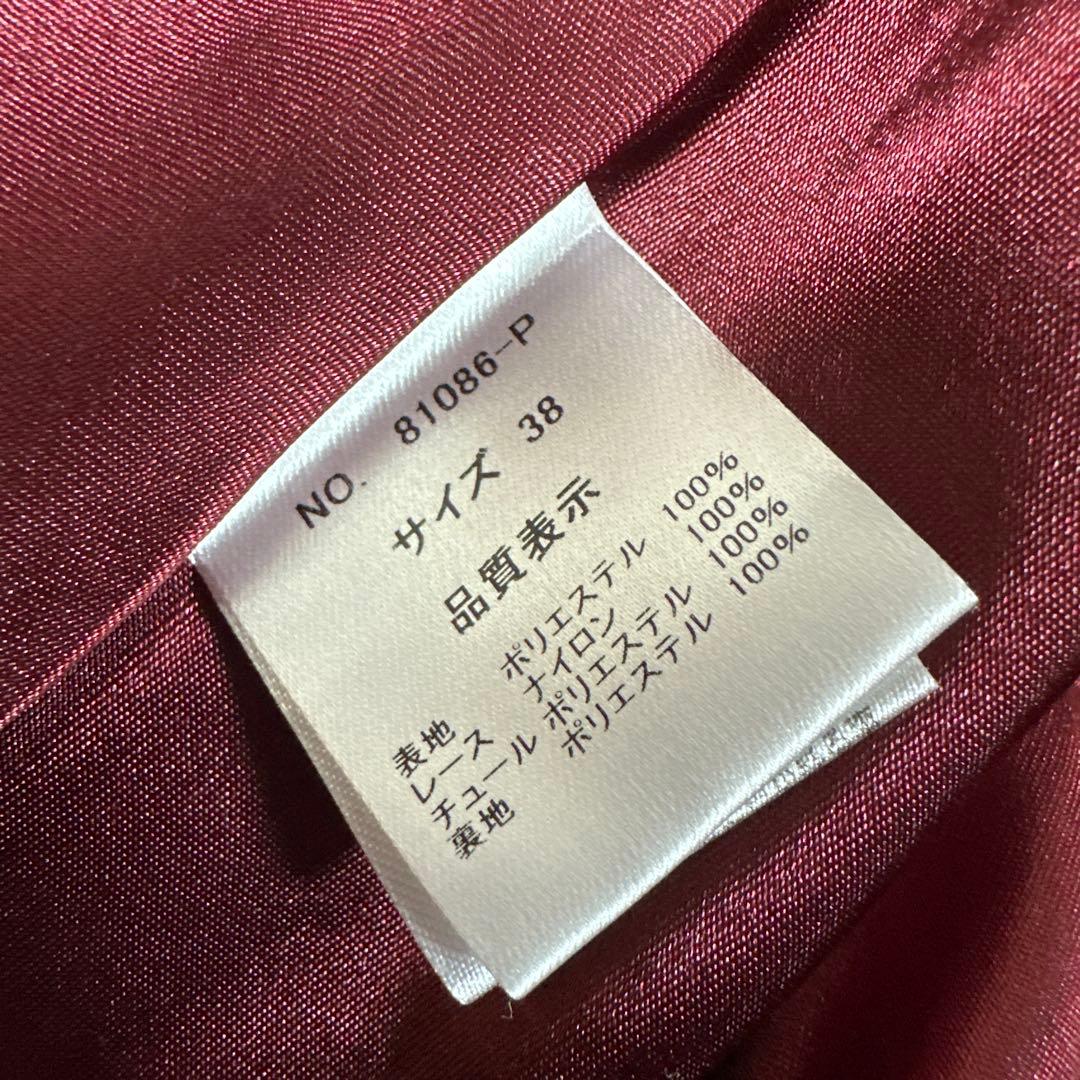 NO. 81086-P
サイズ 38
品質表示
表地 ポリエステル 100%
レース ナイロン 100%
チュール ポリエステル 100%
裏地 ポリエステル 100%